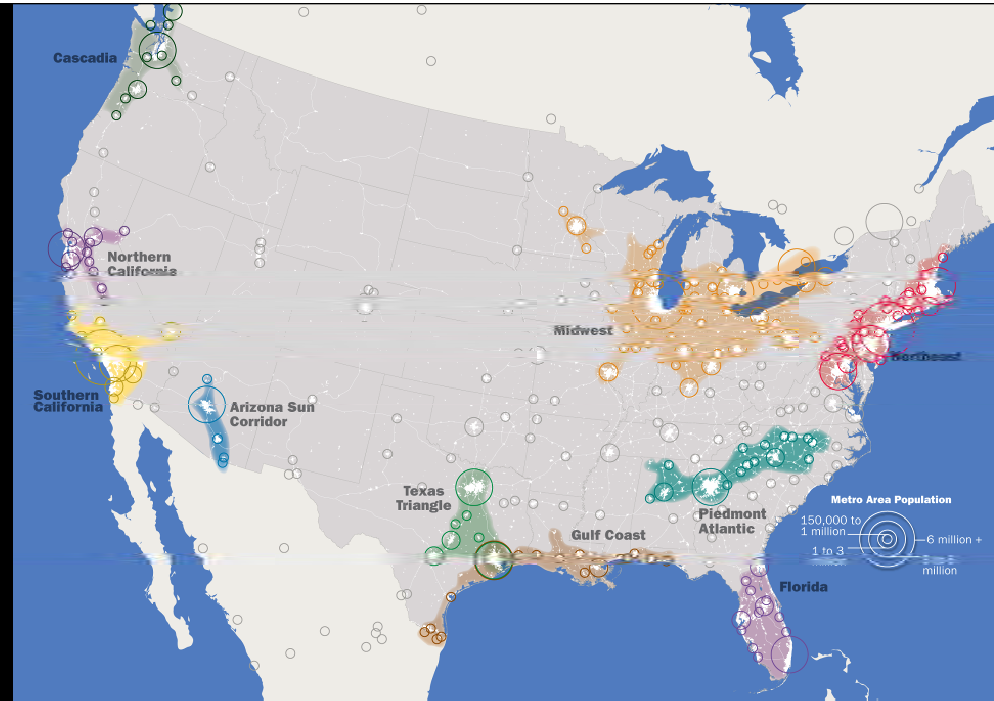 Cascadia
Northern
California
Midwest
Northeast
Southern
California
Arizona Sun
Corridor
Texas
Triangle
Piedmont
Atlantic
Gulf Coast
Florida
Metro Area Population
150,000 to
1 million
1 to 3
6 million +
million